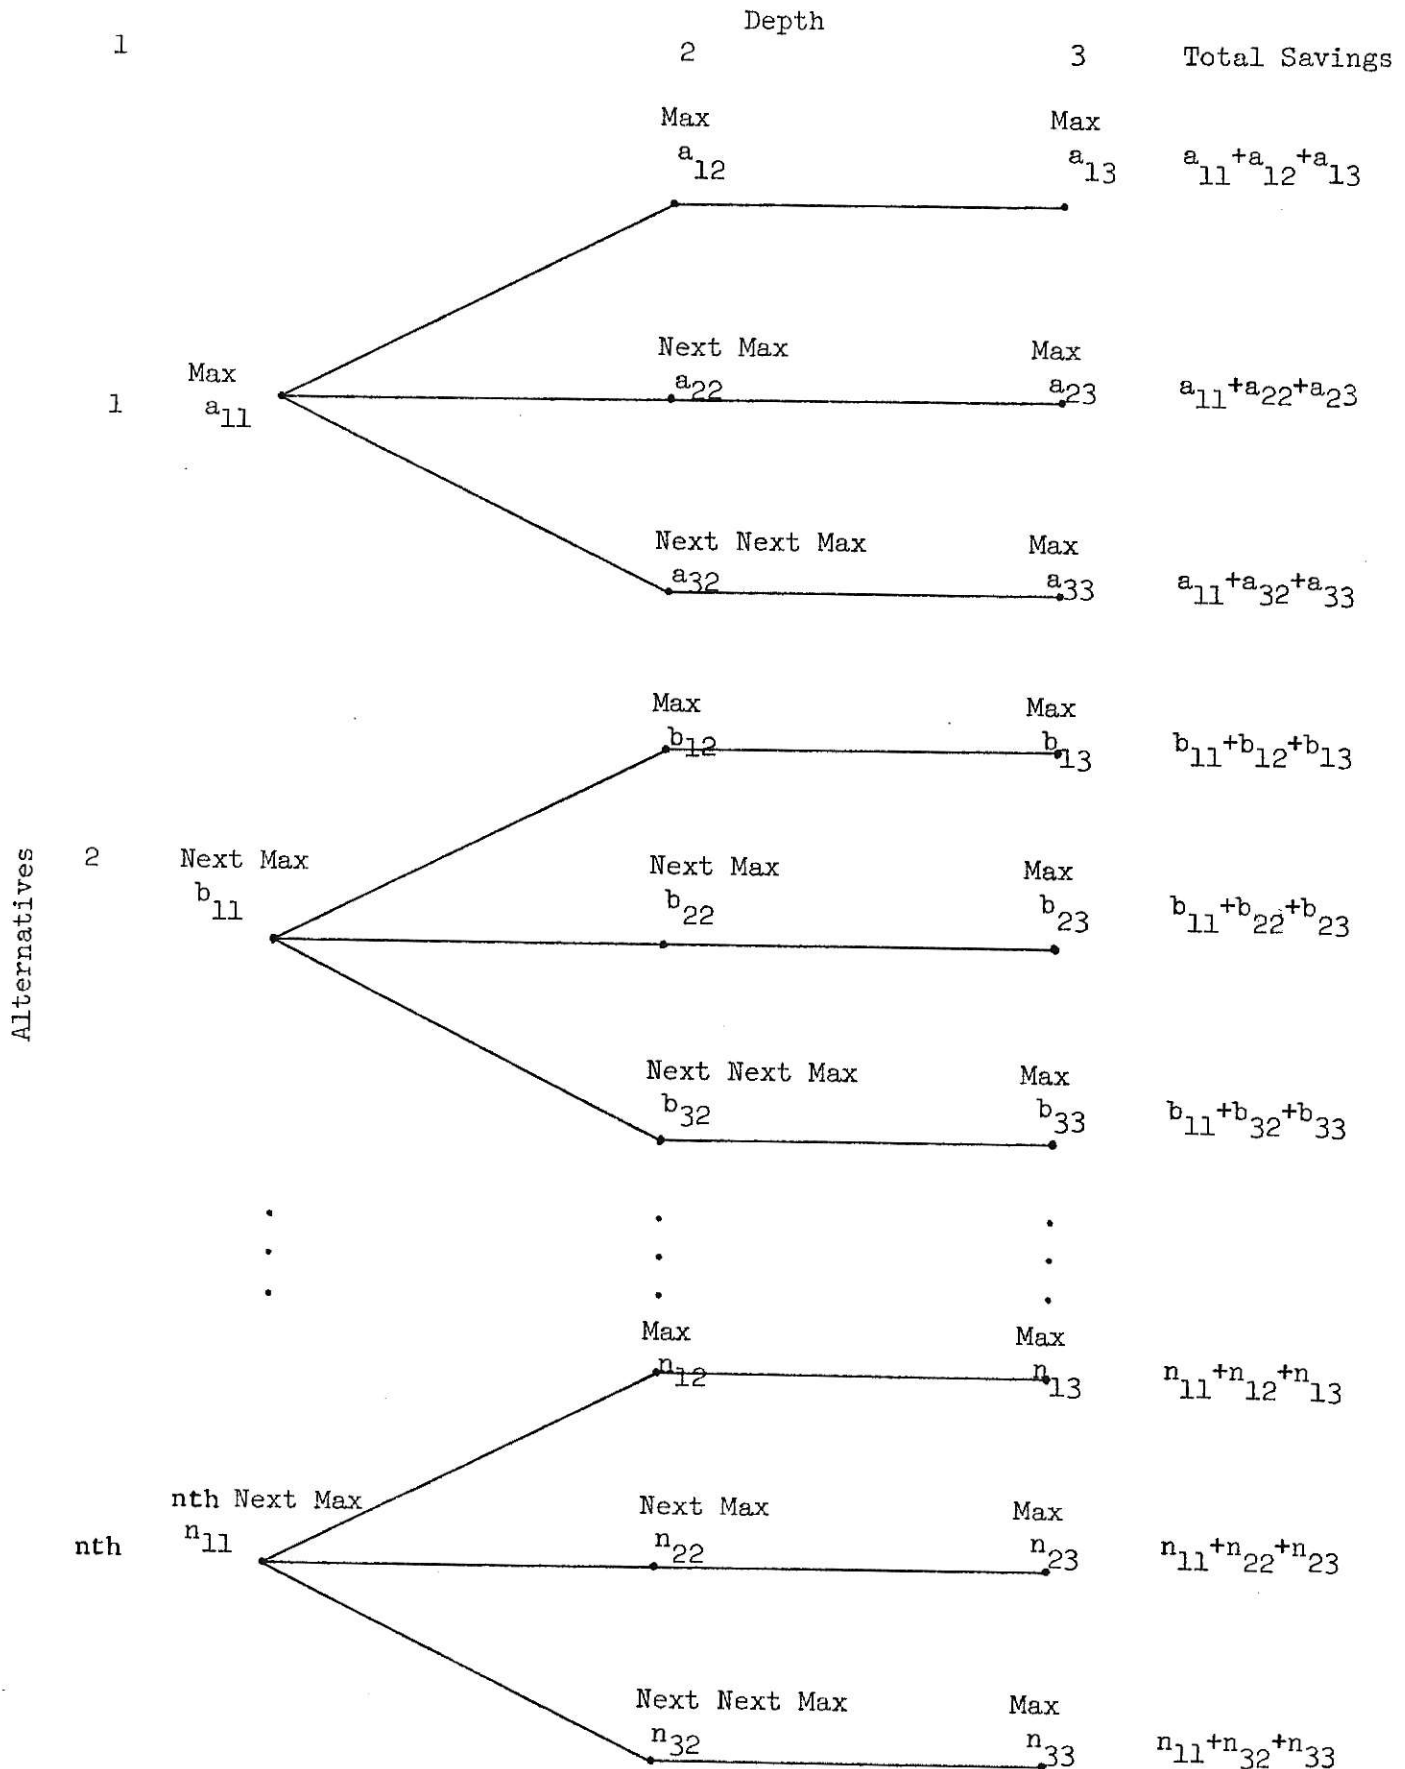 Depth
1 2 3 Total Savings
Max Max
a12 a13 a11+a12+a13
Next Max Max
Max
1 a11 a22 a23 a11+a22+a23
Next Next Max Max
a32 a33 a11+a32+a33
Max Max
b12 b13 b11+b12+b13
Alternatives
2 Next Max Next Max Max
b11 b22 b23 b11+b22+b23
Next Next Max Max
b32 b33 b11+b32+b33
Max Max
n12 n13 n11+n12+n13
nth Next Max Next Max Max
nth n11 n22 n23 n11+n22+n23
Next Next Max Max
n32 n33 n11+n32+n33